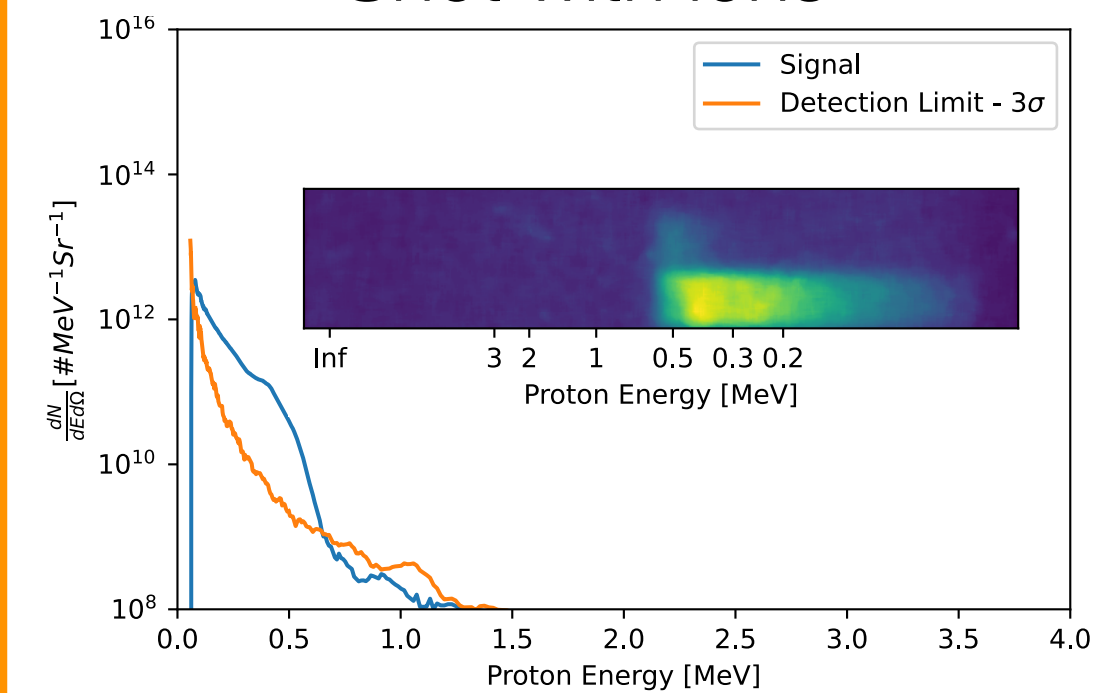 10^16
Signal
Detection Limit - 3σ
10^14
10^12
10^10
10^8
dN/dEdΩ [#MeV^-1Sr^-1]
Inf 3 2 1 0.5 0.3 0.2
Proton Energy [MeV]
0.0 0.5 1.0 1.5 2.0 2.5 3.0 3.5 4.0
Proton Energy [MeV]